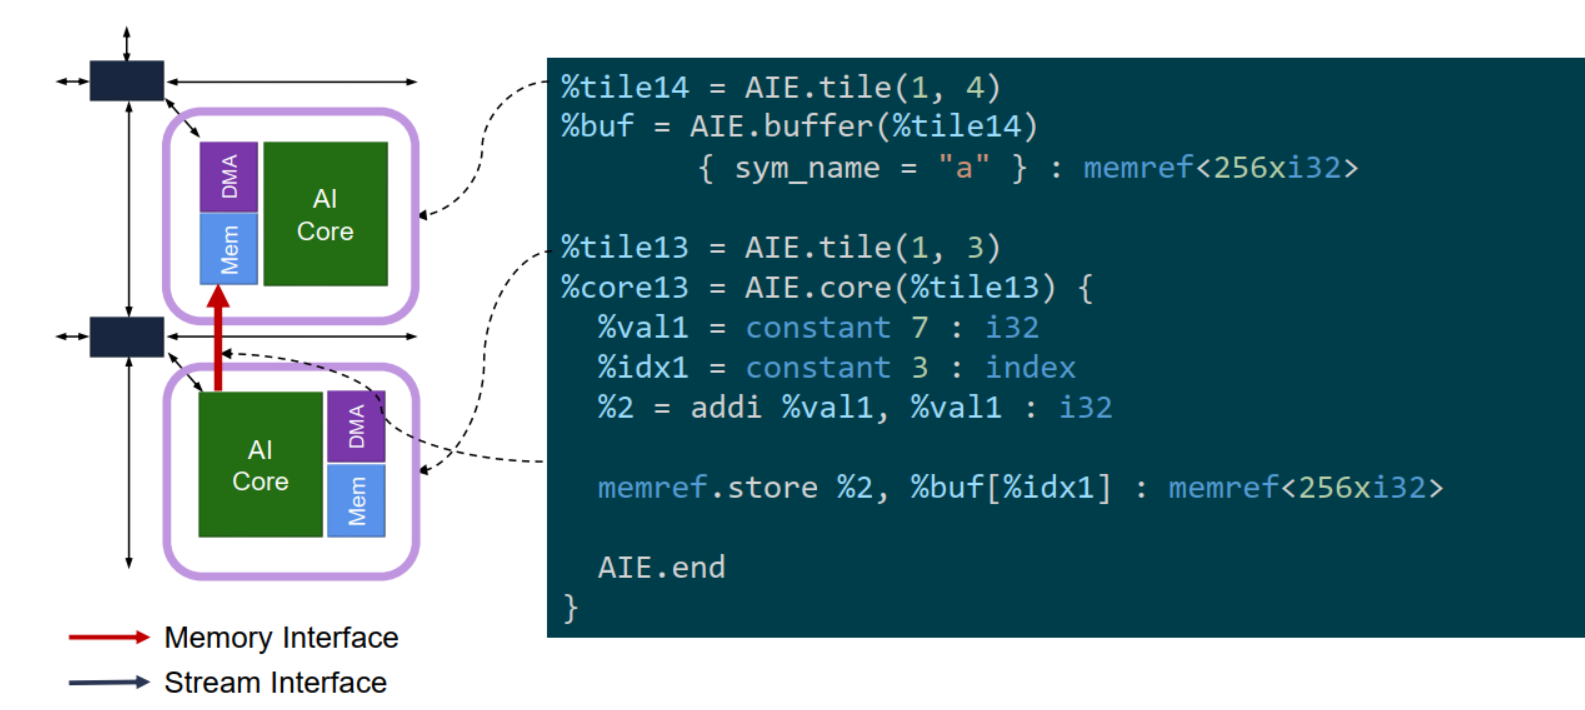 DMA
AI
Core
Mem
AI
Core
DMA
Mem
Memory Interface
Stream Interface
%tile14 = AIE.tile(1, 4)
%buf = AIE.buffer(%tile14)
{ sym_name = "a" } : memref<256xi32>
%tile13 = AIE.tile(1, 3)
%core13 = AIE.core(%tile13) {
%val1 = constant 7 : i32
%idx1 = constant 3 : index
%2 = addi %val1, %val1 : i32
memref.store %2, %buf[%idx1] : memref<256xi32>
AIE.end
}